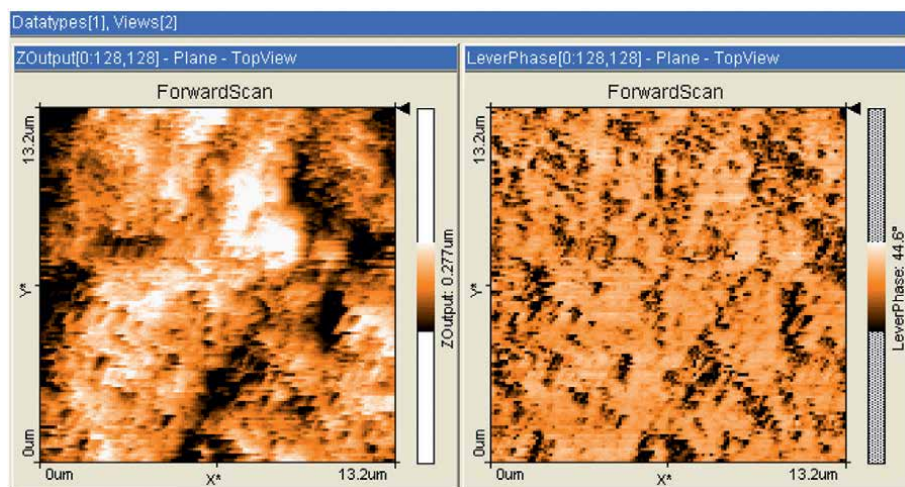 Datatypes[1], Views[2]
ZOutput[0:128,128] - Plane - TopView
ForwardScan
13.2um
Y*
0um
0um
X*
13.2um
ZOutput: 0.277um
LeverPhase[0:128,128] - Plane - TopView
ForwardScan
13.2um
Y*
0um
0um
X*
13.2um
LeverPhase: 44.6°